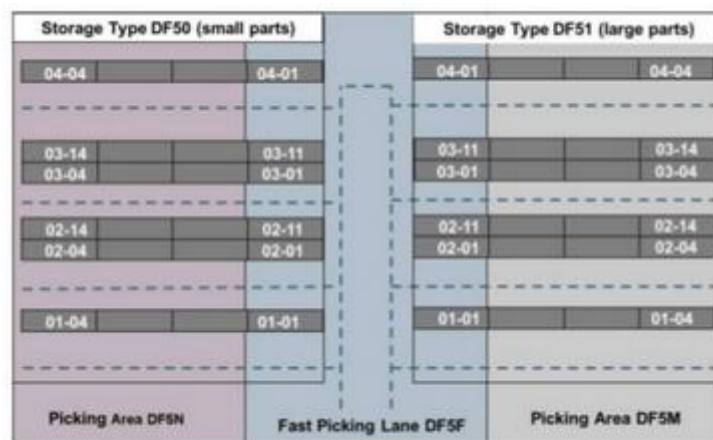 Storage Type DF50 (small parts) Storage Type DF51 (large parts)
04-04 04-01 04-01 04-04
03-14 03-11 03-11 03-14
03-04 03-01 03-01 03-04
02-14 02-11 02-11 02-14
02-04 02-01 02-01 02-04
01-04 01-01 01-01 01-04
Picking Area DF5N Fast Picking Lane DF5F Picking Area DF5M